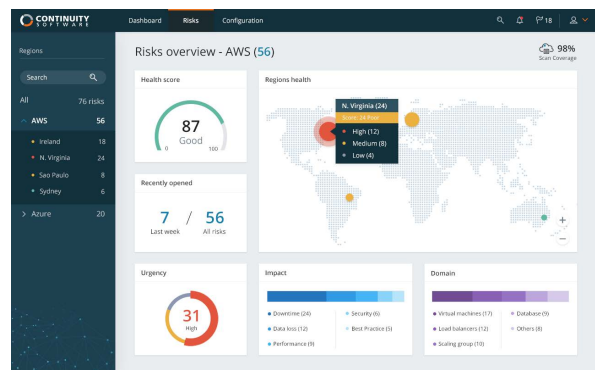 CONTINUITY
SOFTWARE
Dashboard
Risks
Configuration
18
Regions
Search
All 76 risks
AWS 56
Ireland 18
N. Virginia 24
Sao Paulo 8
Sydney 6
Azure 20
Risks overview - AWS (56)
98%
Scan Coverage
Health score
87
Good
0 100
Regions health
N. Virginia (24)
Score: 24 Poor
High (12)
Medium (8)
Low (4)
Recently opened
7 / 56
Last week All risks
Urgency
31
High
Impact
Downtime (24)
Data loss (12)
Performance (9)
Security (6)
Best Practice (5)
Domain
Virtual machines (17)
Load balancers (12)
Scaling group (10)
Database (9)
Others (8)